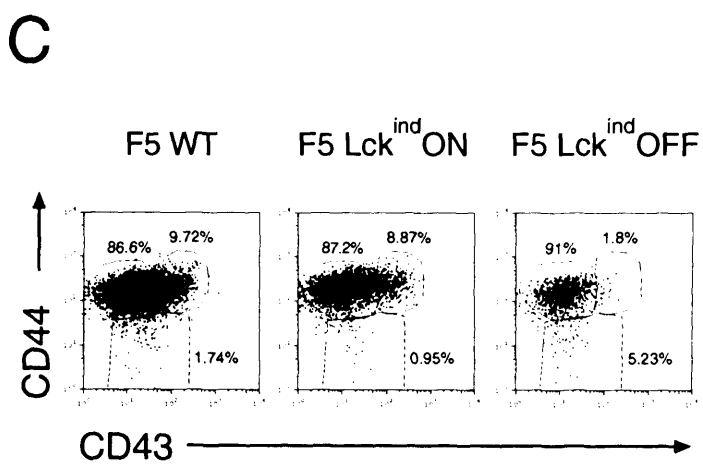 C
F5 WT F5 Lck^ind ON F5 Lck^ind OFF
86.6% 9.72% 87.2% 8.87% 91% 1.8%
1.74% 0.95% 5.23%
CD44
CD43